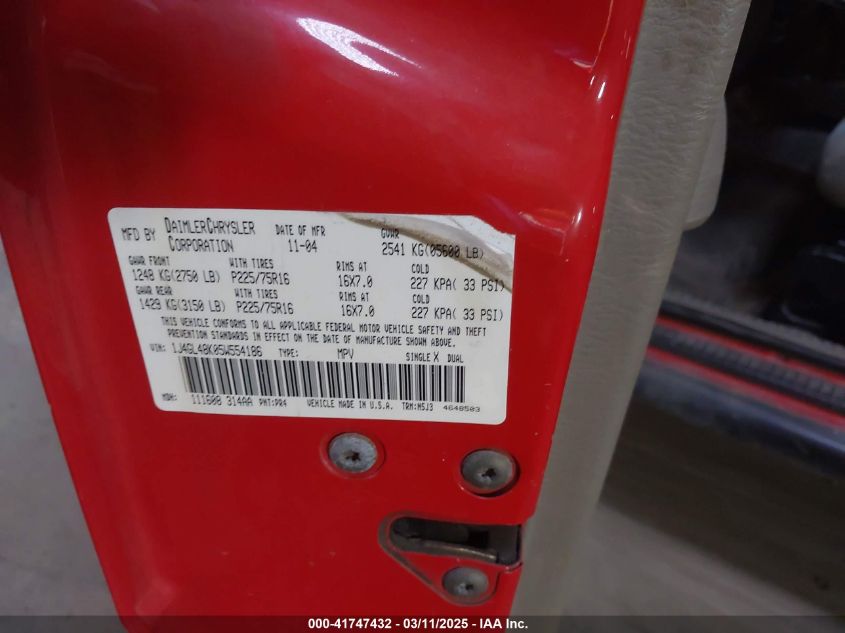 MFD BY DAIMLERCHRYSLER CORPORATION DATE OF MFR 11-04 GVWR 2541 KG(05600 LB)
GAWR FRONT WITH TIRES RIMS AT COLD
1248 KG(2750 LB) P225/75R16 16X7.0 227 KPA( 33 PSI)
GAWR REAR WITH TIRES RIMS AT COLD
1429 KG(3150 LB) P225/75R16 16X7.0 227 KPA( 33 PSI)
THIS VEHICLE CONFORMS TO ALL APPLICABLE FEDERAL MOTOR VEHICLE SAFETY AND THEFT
PREVENTION STANDARDS IN EFFECT ON THE DATE OF MANUFACTURE SHOWN ABOVE.
VIN: 1J4GL48K05W554186 TYPE: MPV SINGLE X DUAL
MDH: 111600 314AA PNT:PR4 VEHICLE MADE IN U.S.A. TRM:M5J3 4648503
000-41747432 - 03/11/2025 - IAA Inc.